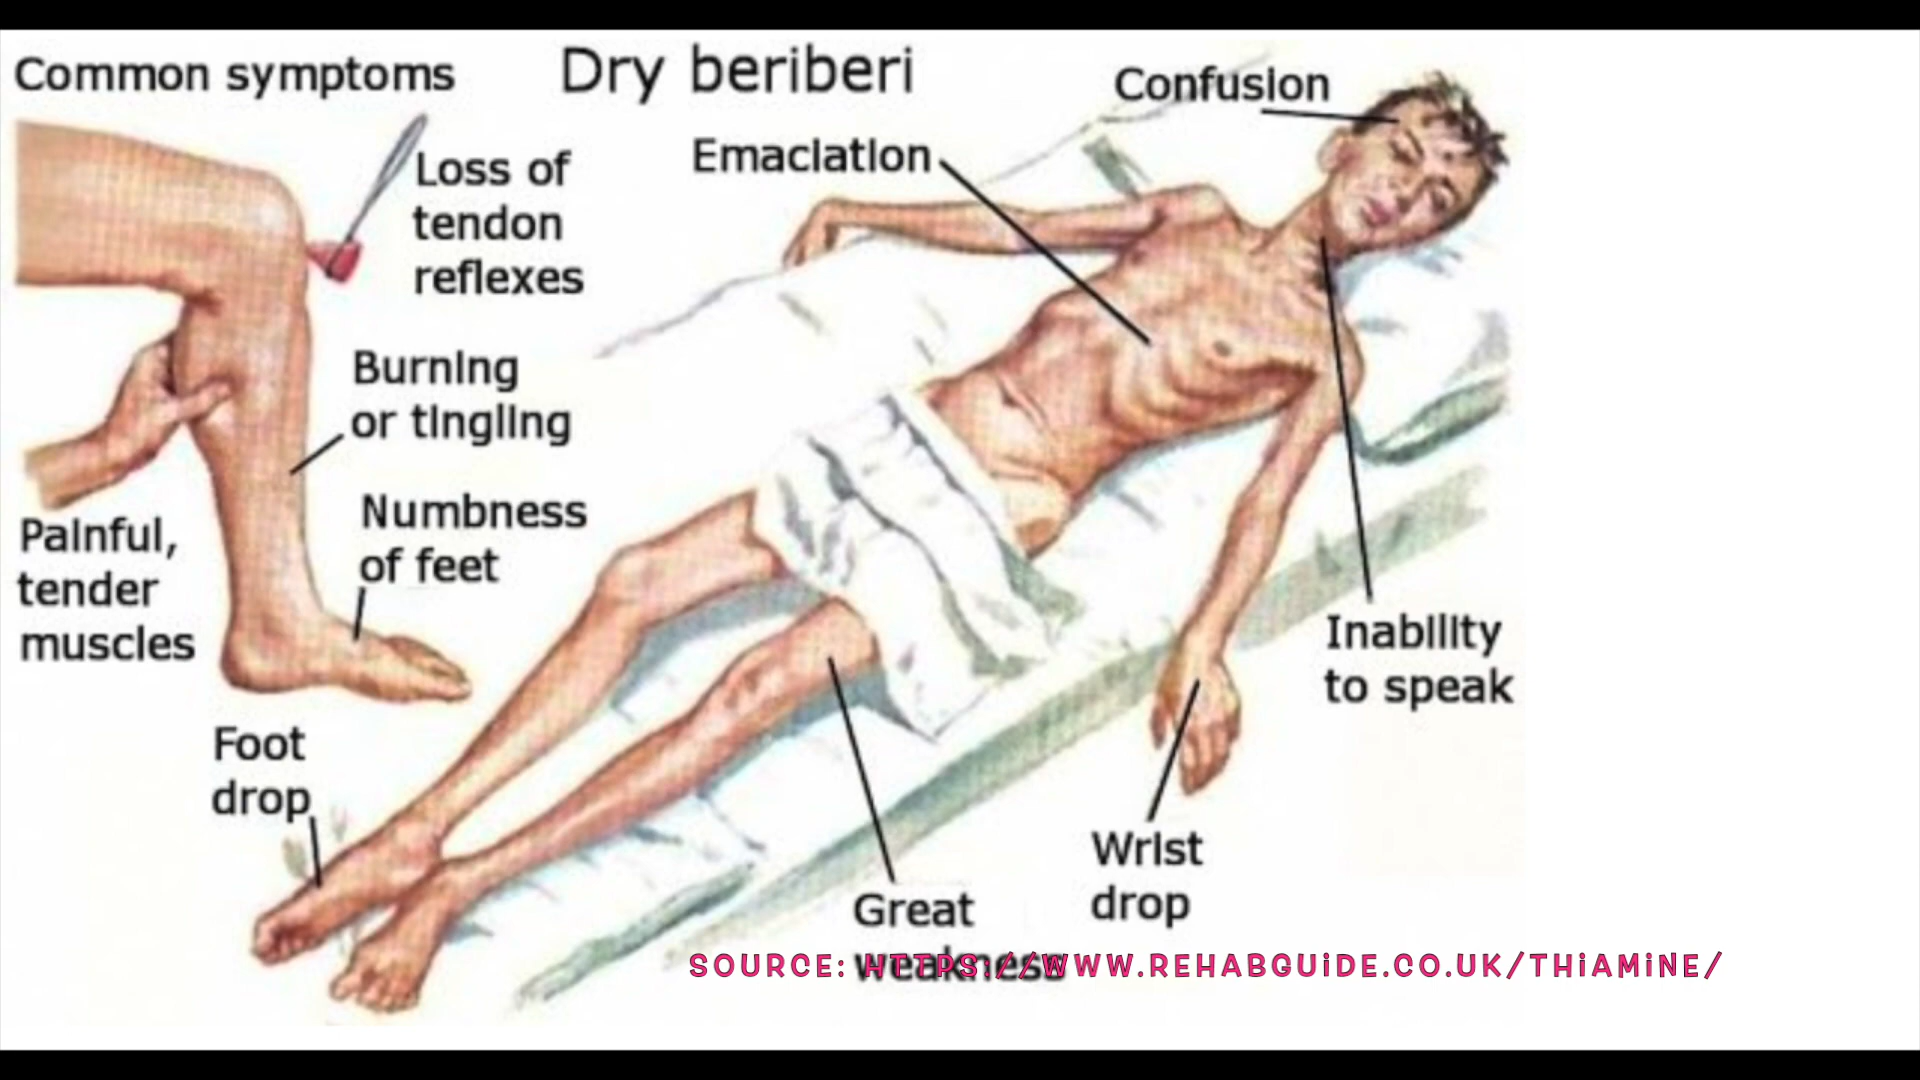 Common symptoms
Dry beriberi
Confusion
Emaciation
Loss of
tendon
reflexes
Burning
or tingling
Numbness
of feet
Painful,
tender
muscles
Inability
to speak
Foot
drop
Wrist
drop
Great
weakness
SOURCE: HTTPS://WWW.REHABGUiDE.CO.UK/THiAMiNE/